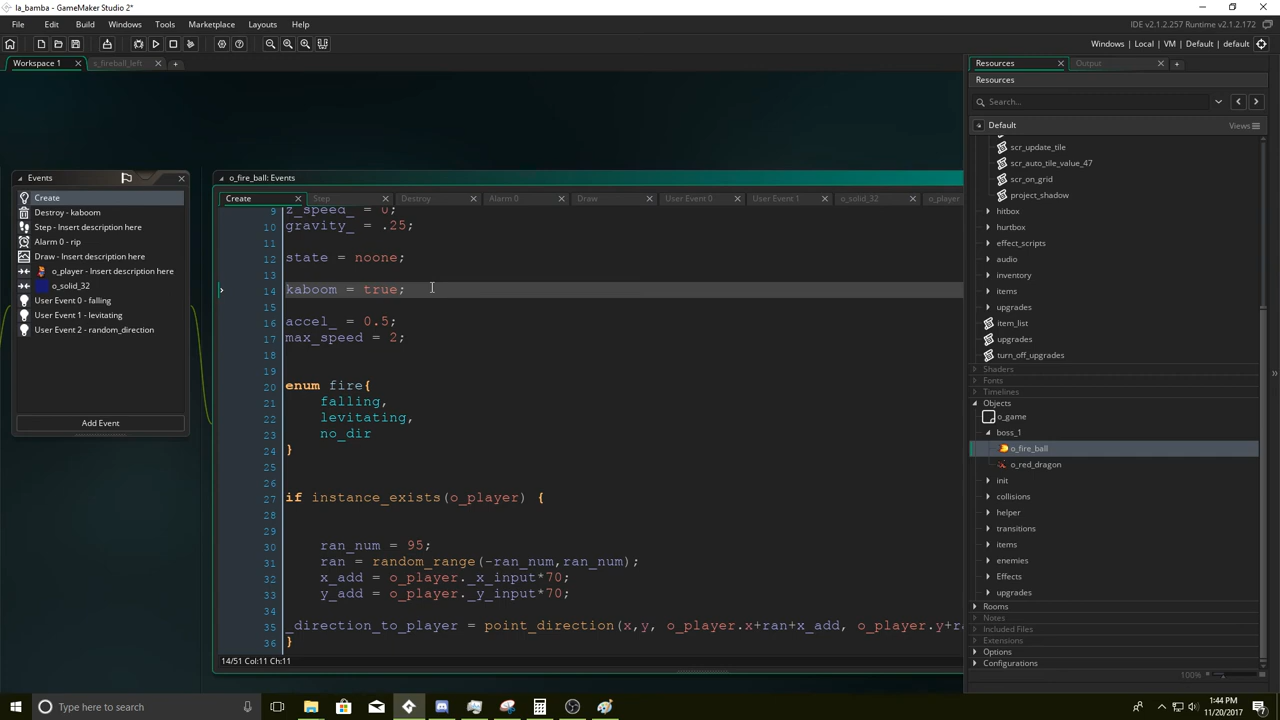 la_bamba - GameMaker Studio 2*
File Edit Build Windows Tools Marketplace Layouts Help
IDE v2.1.2.257 Runtime v2.1.2.172
Windows | Local | VM | Default | default
Workspace 1
s_fireball_left
Resources
Output
Resources
Search...
Default
Views
scr_update_tile
scr_auto_tile_value_47
scr_on_grid
project_shadow
hitbox
hurtbox
effect_scripts
audio
inventory
items
upgrades
item_list
upgrades
turn_off_upgrades
Shaders
Fonts
Timelines
Objects
o_game
boss_1
o_fire_ball
o_red_dragon
init
collisions
helper
transitions
items
enemies
Effects
upgrades
Rooms
Notes
Included Files
Extensions
Options
Configurations
100%
Events
Create
Destroy - kaboom
Step - Insert description here
Alarm 0 - rip
Draw - Insert description here
o_player - Insert description here
o_solid_32
User Event 0 - falling
User Event 1 - levitating
User Event 2 - random_direction
Add Event
o_fire_ball: Events
Create Step Destroy Alarm 0 Draw User Event 0 User Event 1 o_solid_32 o_player
9 z_speed_ = 0;
10 gravity_ = .25;
11
12 state = noone;
13
14 kaboom = true;
15
16 accel_ = 0.5;
17 max_speed = 2;
18
19
20 enum fire{
21 falling,
22 levitating,
23 no_dir
24 }
25
26
27 if instance_exists(o_player) {
28
29
30 ran_num = 95;
31 ran = random_range(-ran_num,ran_num);
32 x_add = o_player._x_input*70;
33 y_add = o_player._y_input*70;
34
35 _direction_to_player = point_direction(x,y, o_player.x+ran+x_add, o_player.y+ra
36 }
14/51 Col:11 Ch:11
Type here to search
1:44 PM
11/20/2017